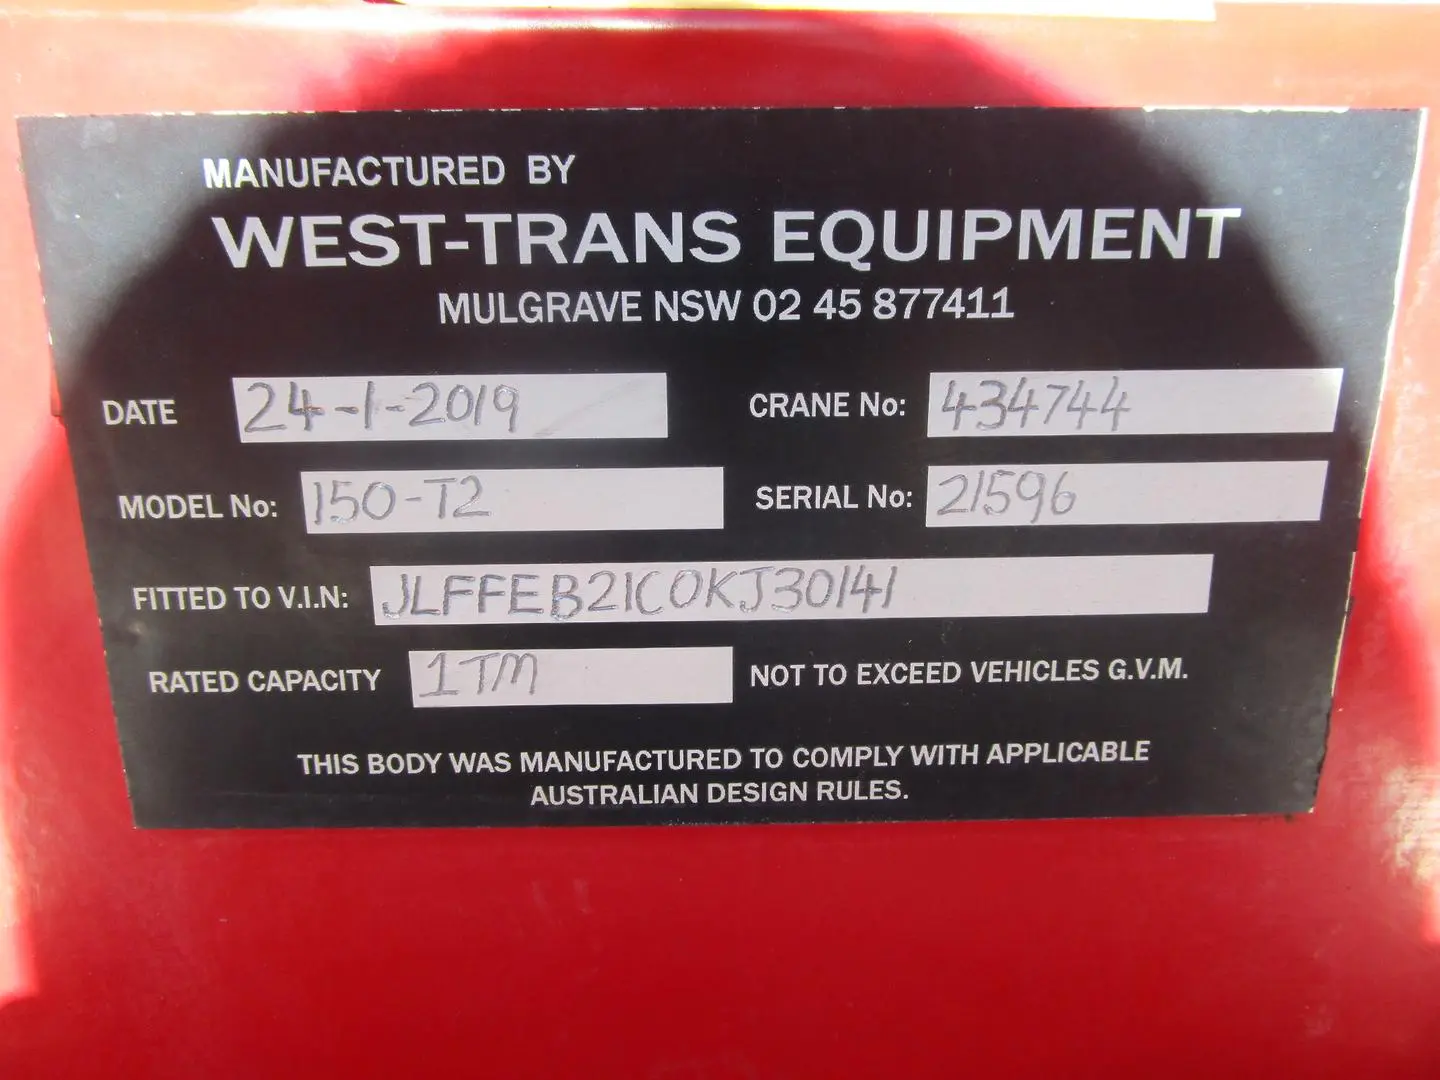 MANUFACTURED BY
WEST-TRANS EQUIPMENT
MULGRAVE NSW 02 45 877411
DATE 24-1-2019 CRANE No: 434744
MODEL No: 150-T2 SERIAL No: 21596
FITTED TO V.I.N: JLFFEB21C0KJ30141
RATED CAPACITY 1TM NOT TO EXCEED VEHICLES G.V.M.
THIS BODY WAS MANUFACTURED TO COMPLY WITH APPLICABLE
AUSTRALIAN DESIGN RULES.